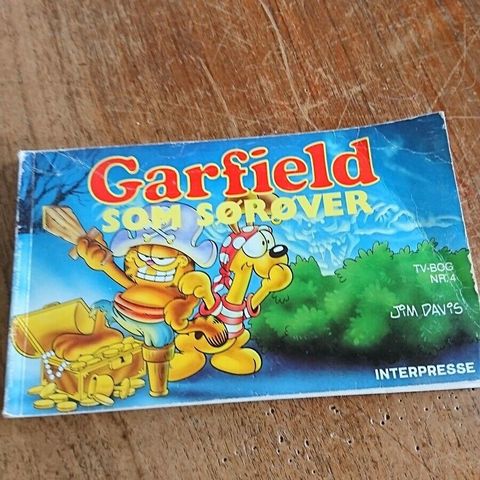 Garfield
SOM SØRØVER
TV-BOG
NR. 4
JIM DAVIS
INTERPRESSE